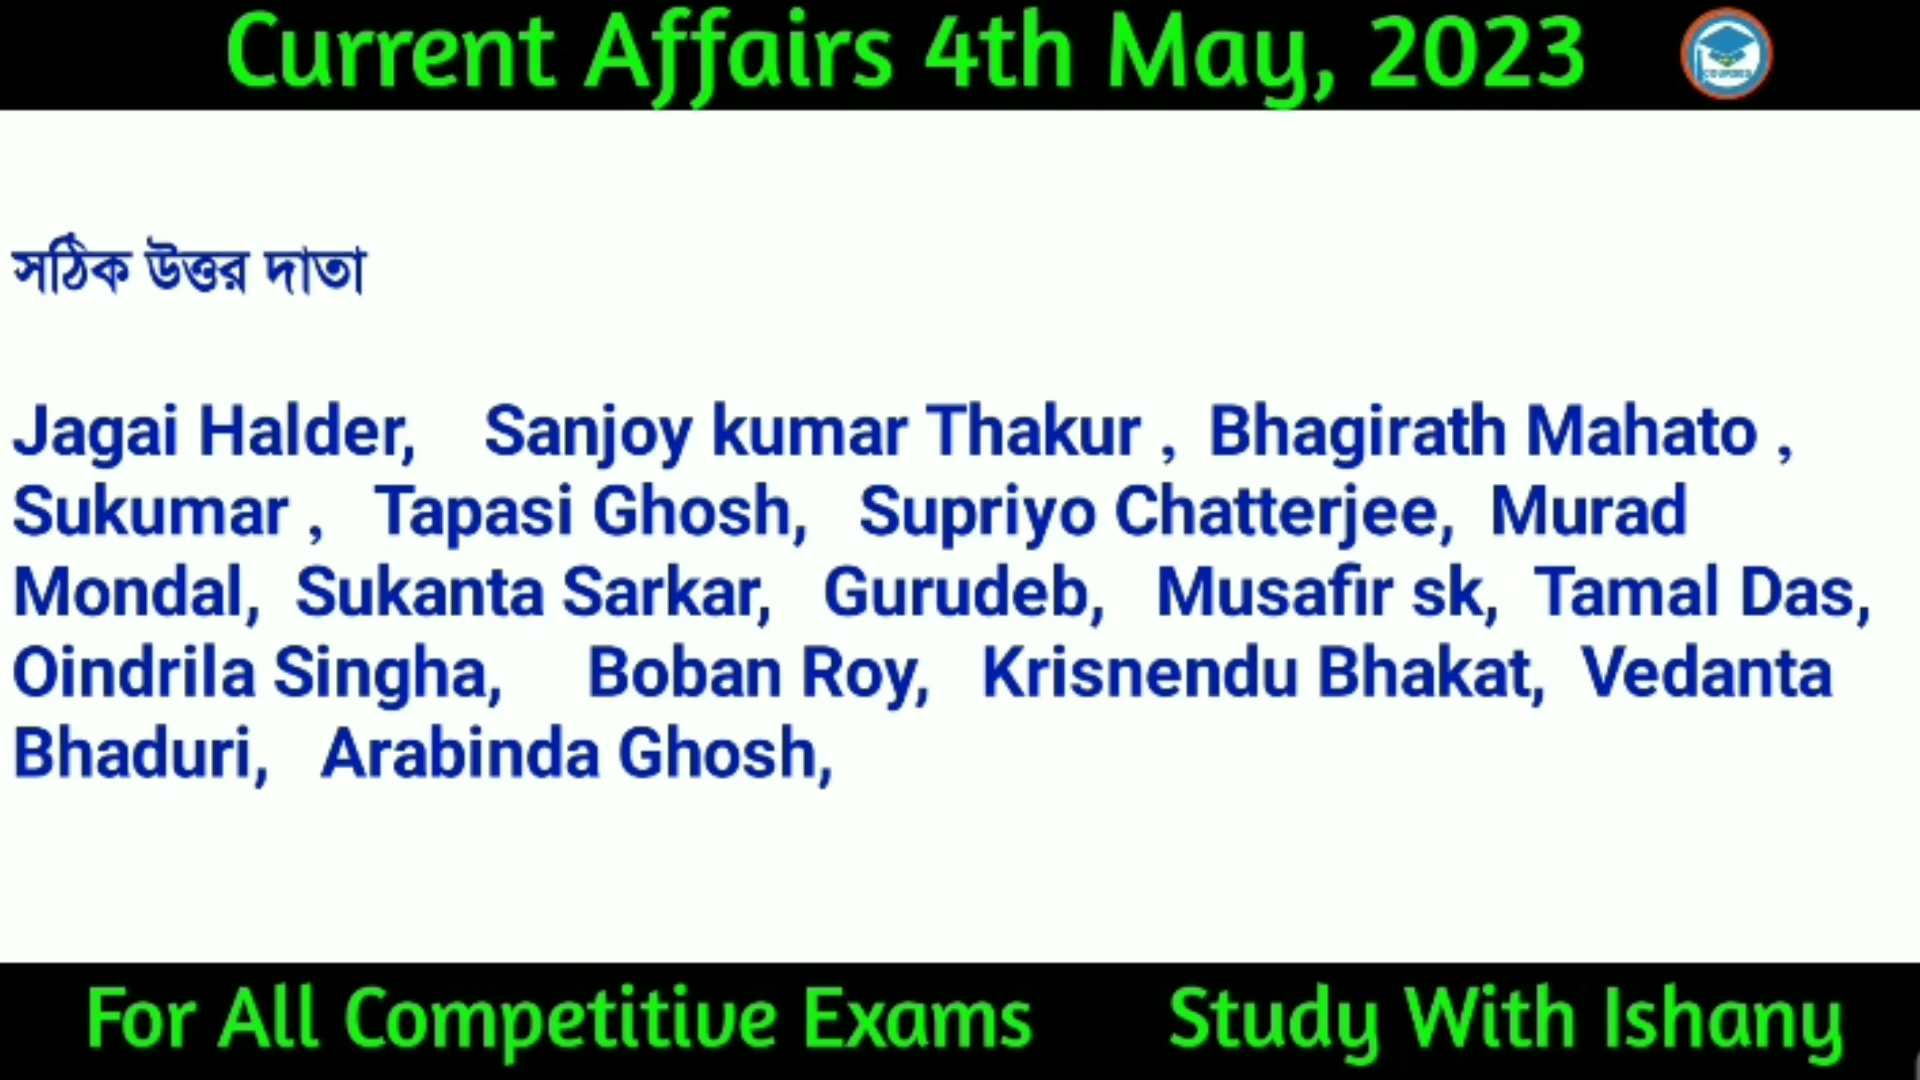 Current Affairs 4th May, 2023
সঠিক উত্তর দাতা
Jagai Halder, Sanjoy kumar Thakur , Bhagirath Mahato ,
Sukumar , Tapasi Ghosh, Supriyo Chatterjee, Murad
Mondal, Sukanta Sarkar, Gurudeb, Musafir sk, Tamal Das,
Oindrila Singha, Boban Roy, Krisnendu Bhakat, Vedanta
Bhaduri, Arabinda Ghosh,
For All Competitive Exams Study With Ishany